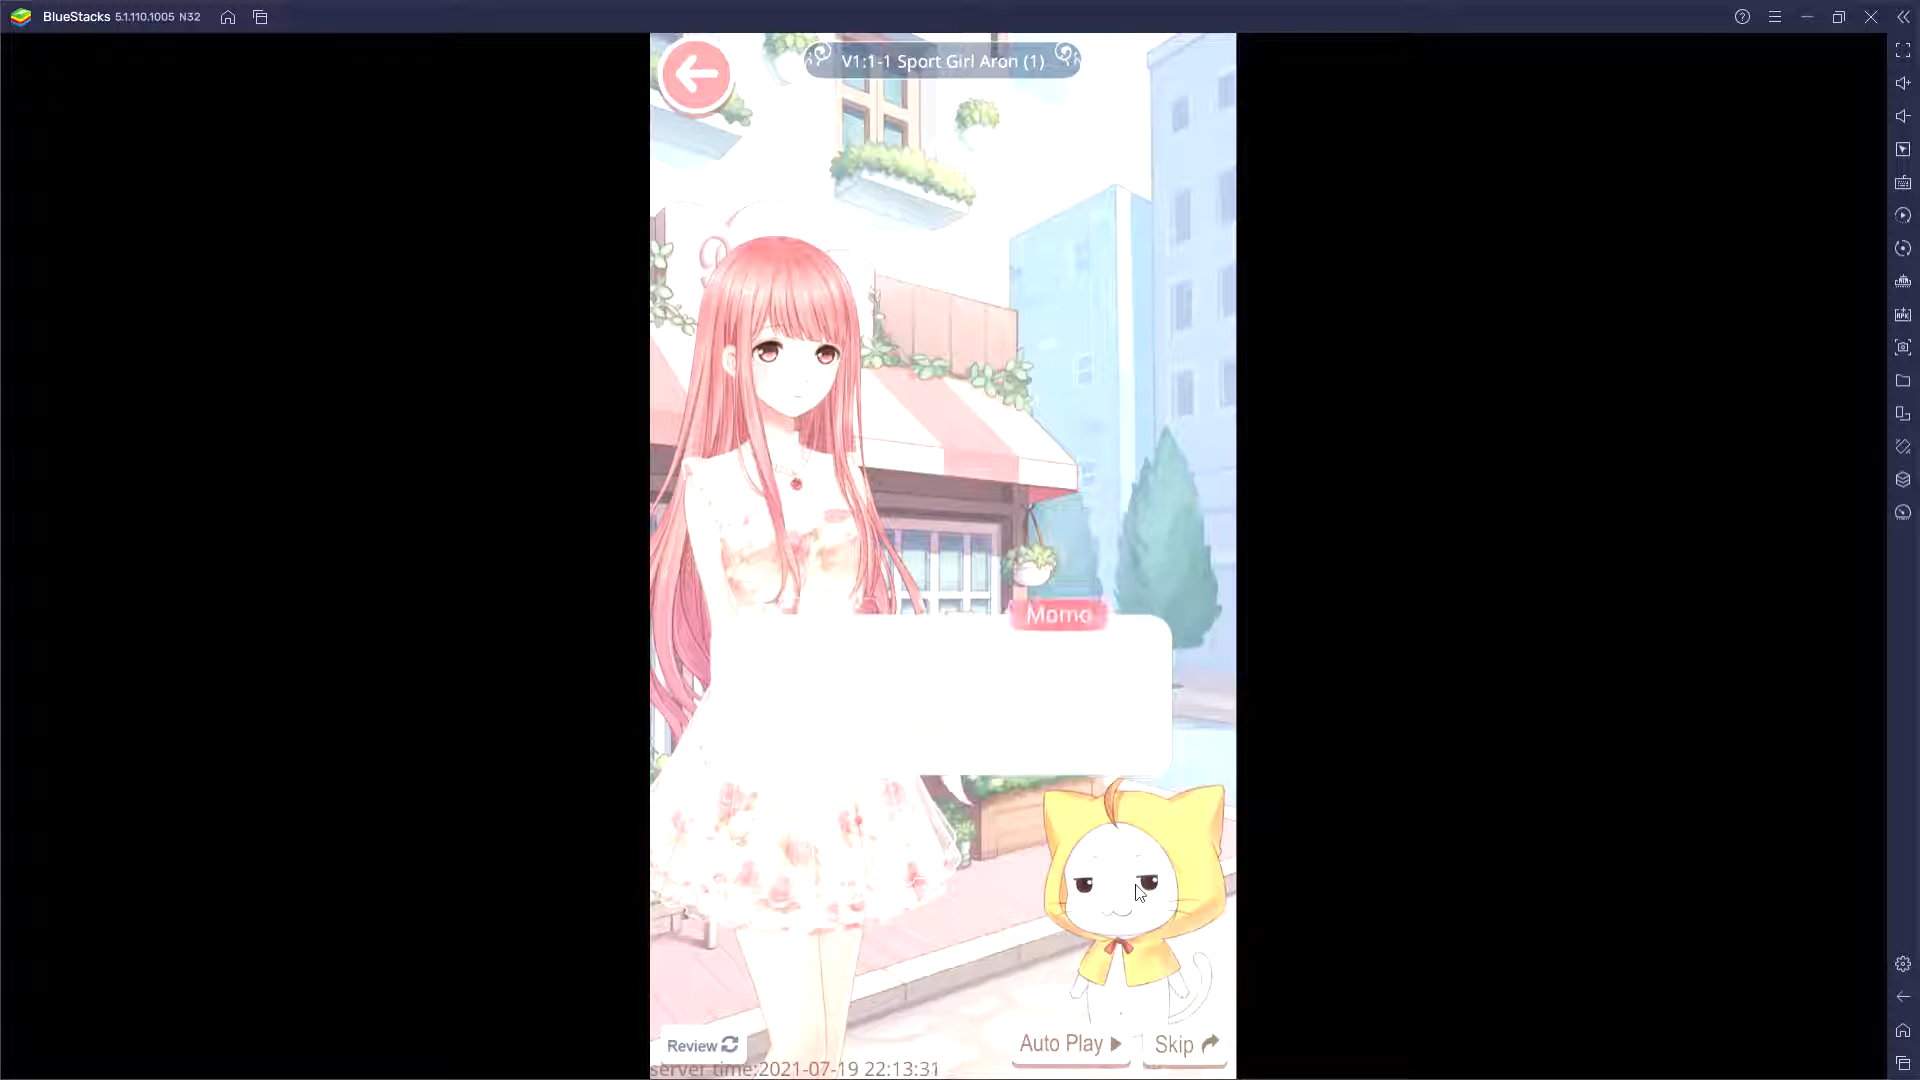 BlueStacks 5.1.110.1005 N32
V1:1-1 Sport Girl Aron (1)
Momo
Review
Auto Play
Skip
server time:2021-07-19 22:13:31